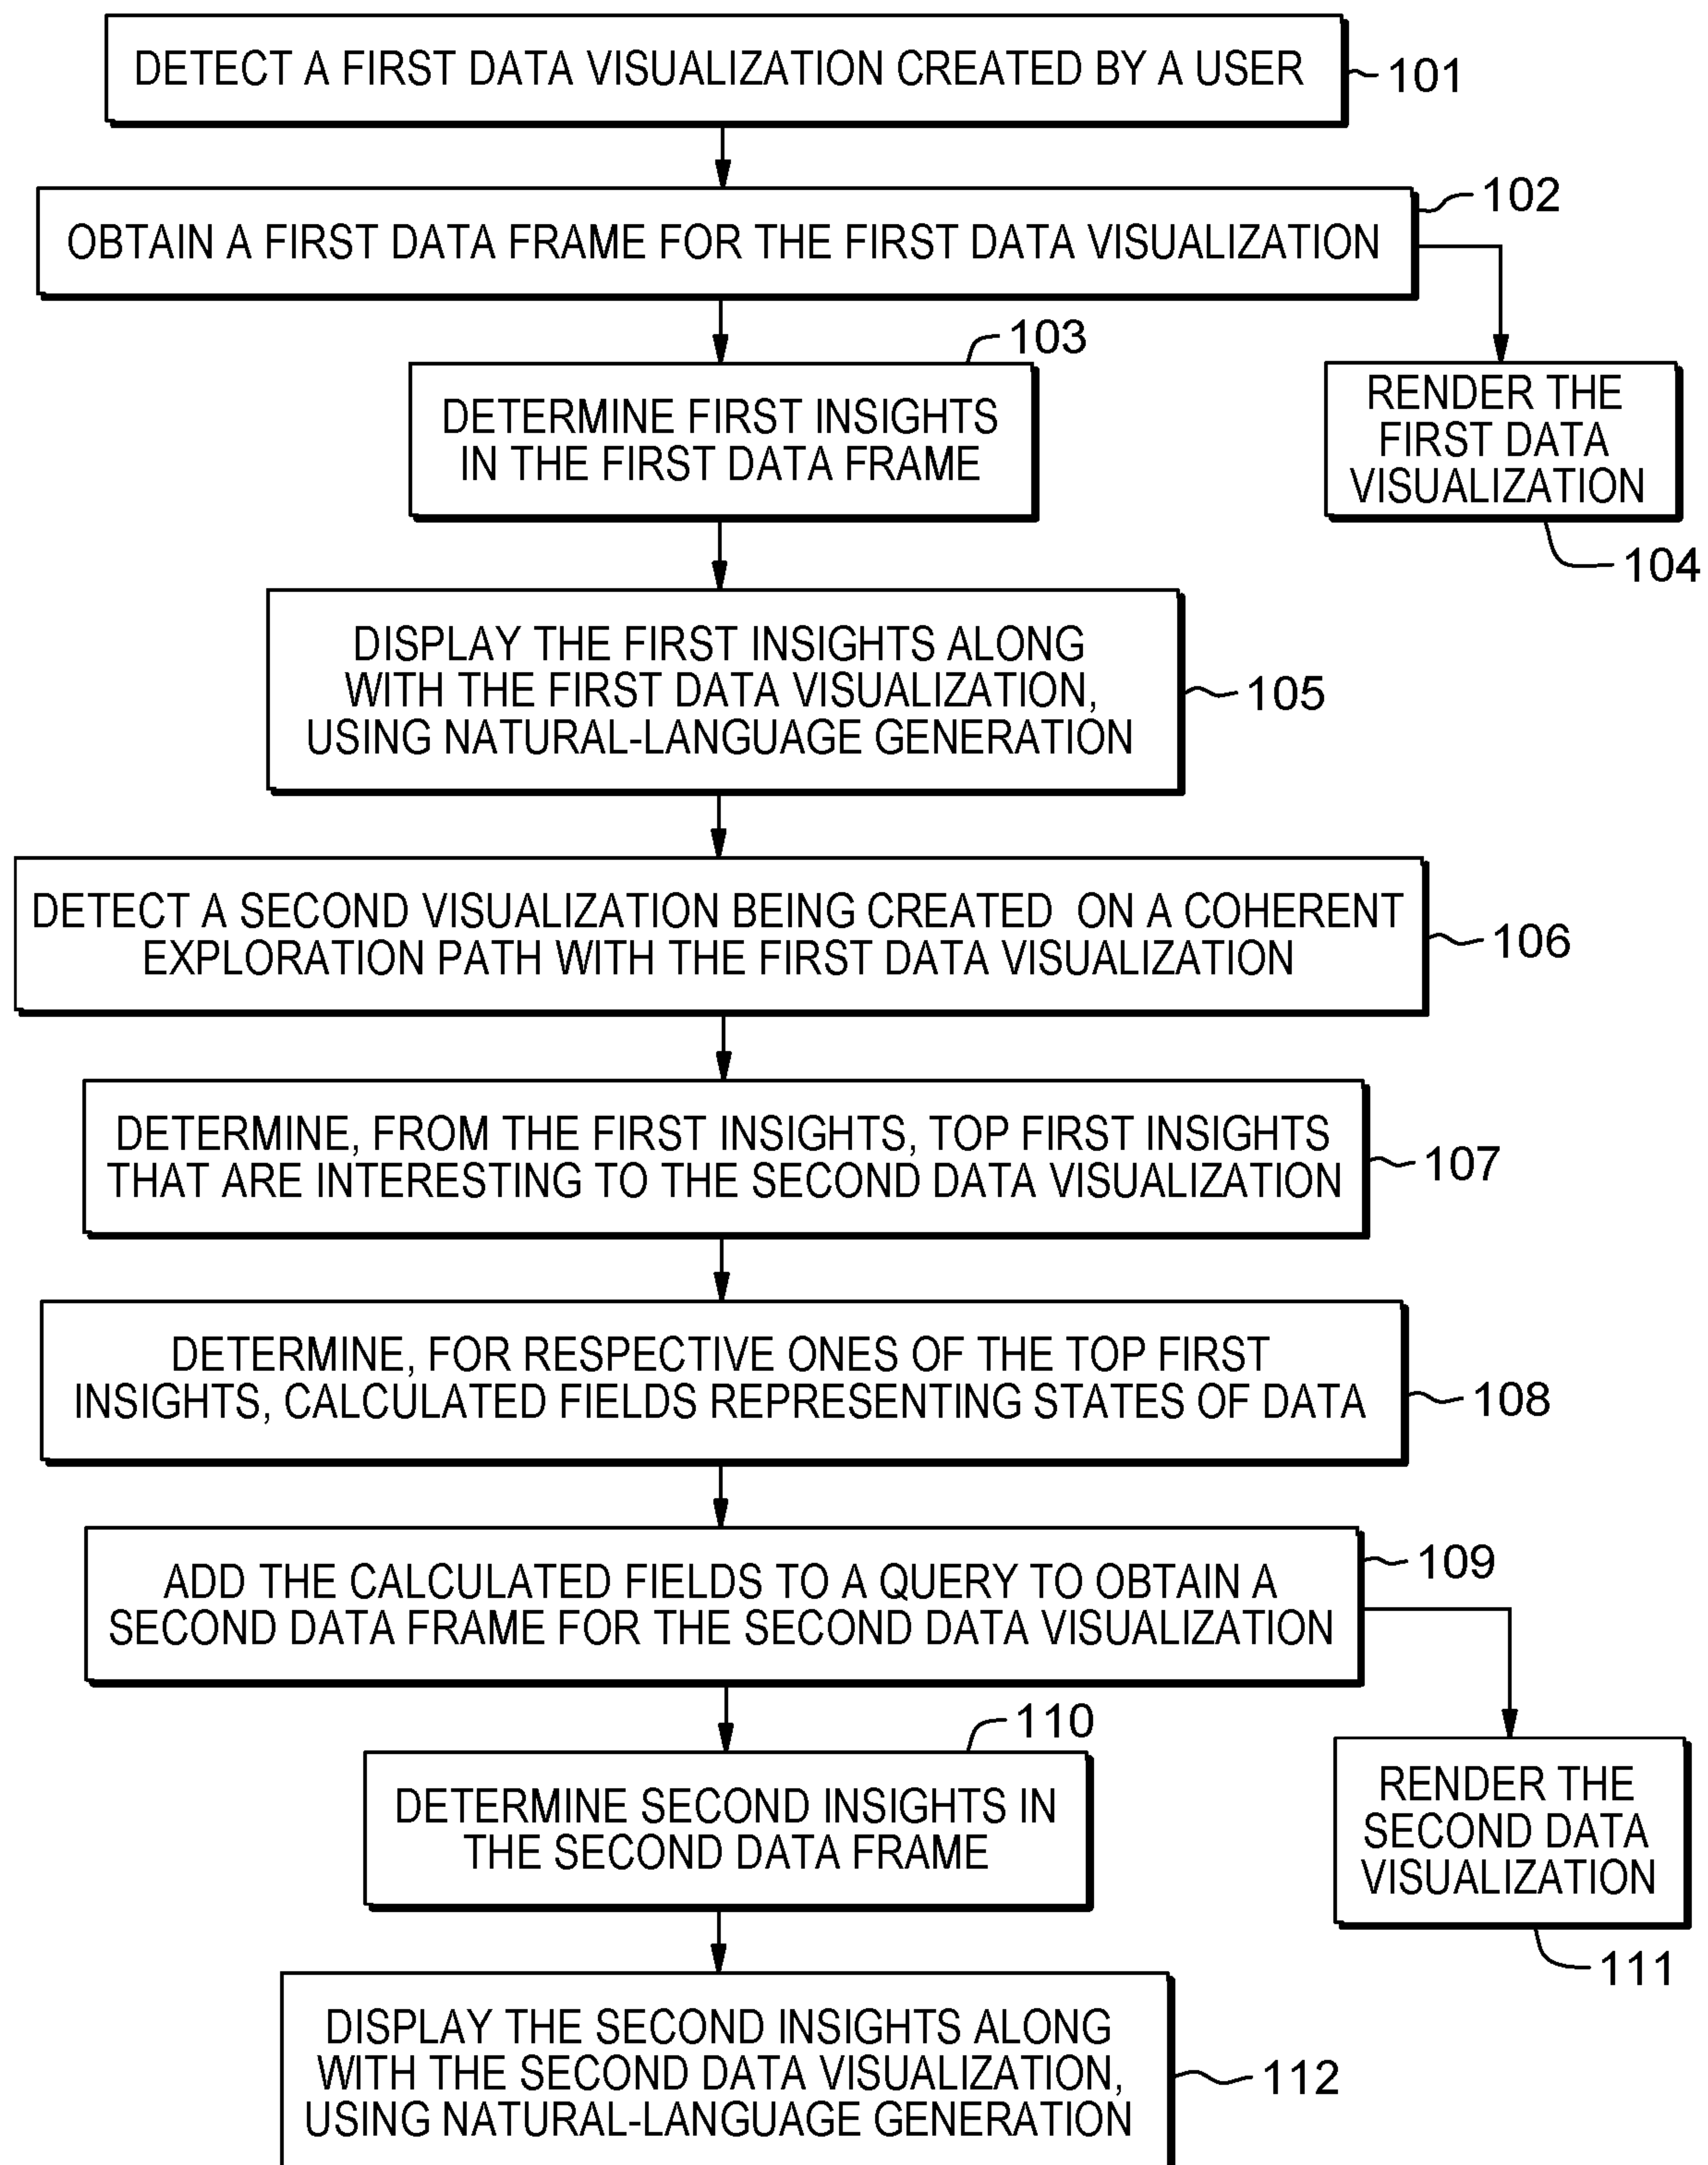 DETECT A FIRST DATA VISUALIZATION CREATED BY A USER
101
102
OBTAIN A FIRST DATA FRAME FOR THE FIRST DATA VISUALIZATION
103
DETERMINE FIRST INSIGHTS
IN THE FIRST DATA FRAME
RENDER THE
FIRST DATA
VISUALIZATION
104
DISPLAY THE FIRST INSIGHTS ALONG
WITH THE FIRST DATA VISUALIZATION,
USING NATURAL-LANGUAGE GENERATION
105
DETECT A SECOND VISUALIZATION BEING CREATED ON A COHERENT
EXPLORATION PATH WITH THE FIRST DATA VISUALIZATION
106
DETERMINE, FROM THE FIRST INSIGHTS, TOP FIRST INSIGHTS
THAT ARE INTERESTING TO THE SECOND DATA VISUALIZATION
107
DETERMINE, FOR RESPECTIVE ONES OF THE TOP FIRST
INSIGHTS, CALCULATED FIELDS REPRESENTING STATES OF DATA
108
ADD THE CALCULATED FIELDS TO A QUERY TO OBTAIN A
SECOND DATA FRAME FOR THE SECOND DATA VISUALIZATION
109
110
DETERMINE SECOND INSIGHTS IN
THE SECOND DATA FRAME
RENDER THE
SECOND DATA
VISUALIZATION
111
DISPLAY THE SECOND INSIGHTS ALONG
WITH THE SECOND DATA VISUALIZATION,
USING NATURAL-LANGUAGE GENERATION
112